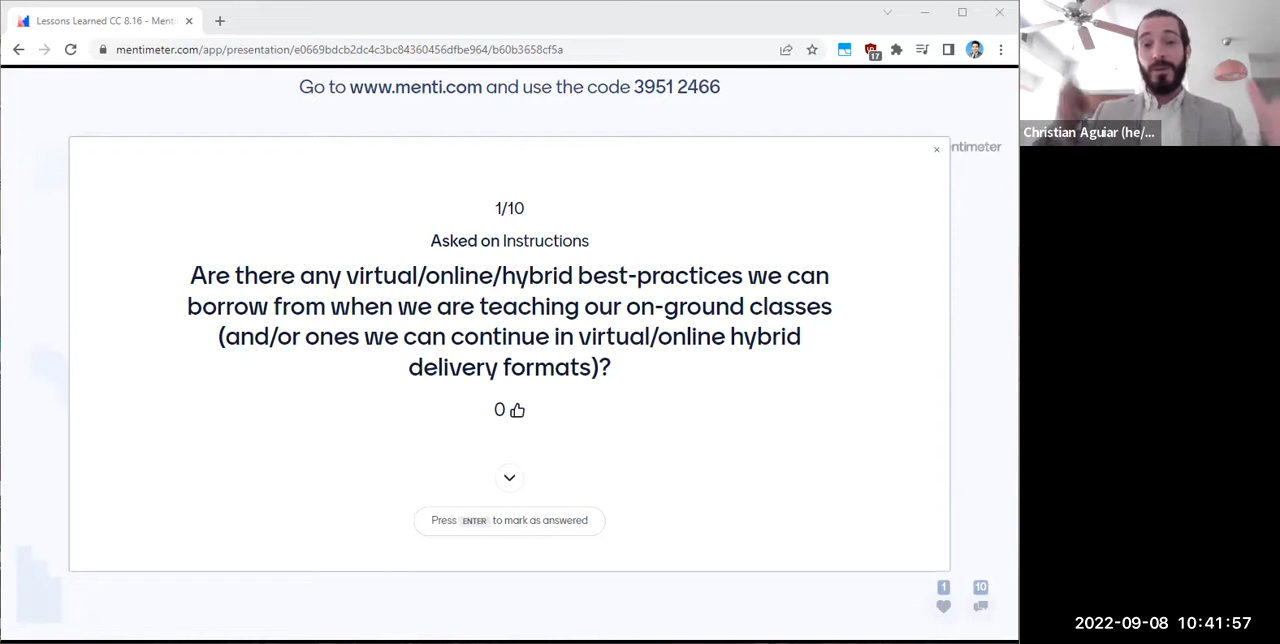 Lessons Learned CC 8.16 - Menti
mentimeter.com/app/presentation/e0669bdcb2dc4c3bc84360456dfbe964/b60b3658cf5a
17
Go to www.menti.com and use the code 3951 2466
ntimeter
1/10
Asked on Instructions
Are there any virtual/online/hybrid best-practices we can
borrow from when we are teaching our on-ground classes
(and/or ones we can continue in virtual/online hybrid
delivery formats)?
0
Press ENTER to mark as answered
1 10
Christian Aguiar (he/...
2022-09-08 10:41:57